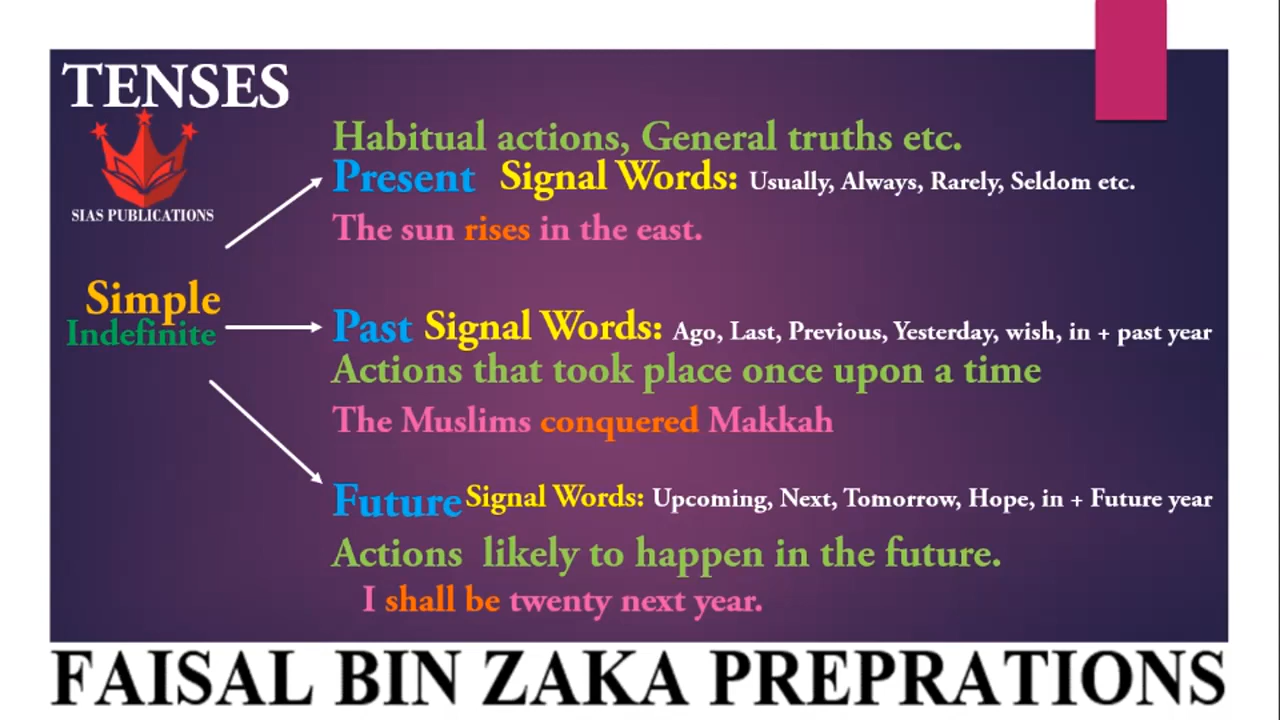 TENSES
SIAS PUBLICATIONS
Simple
Indefinite
Habitual actions, General truths etc.
Present Signal Words: Usually, Always, Rarely, Seldom etc.
The sun rises in the east.
Past Signal Words: Ago, Last, Previous, Yesterday, wish, in + past year
Actions that took place once upon a time
The Muslims conquered Makkah
Future Signal Words: Upcoming, Next, Tomorrow, Hope, in + Future year
Actions likely to happen in the future.
I shall be twenty next year.
FAISAL BIN ZAKA PREPRATIONS